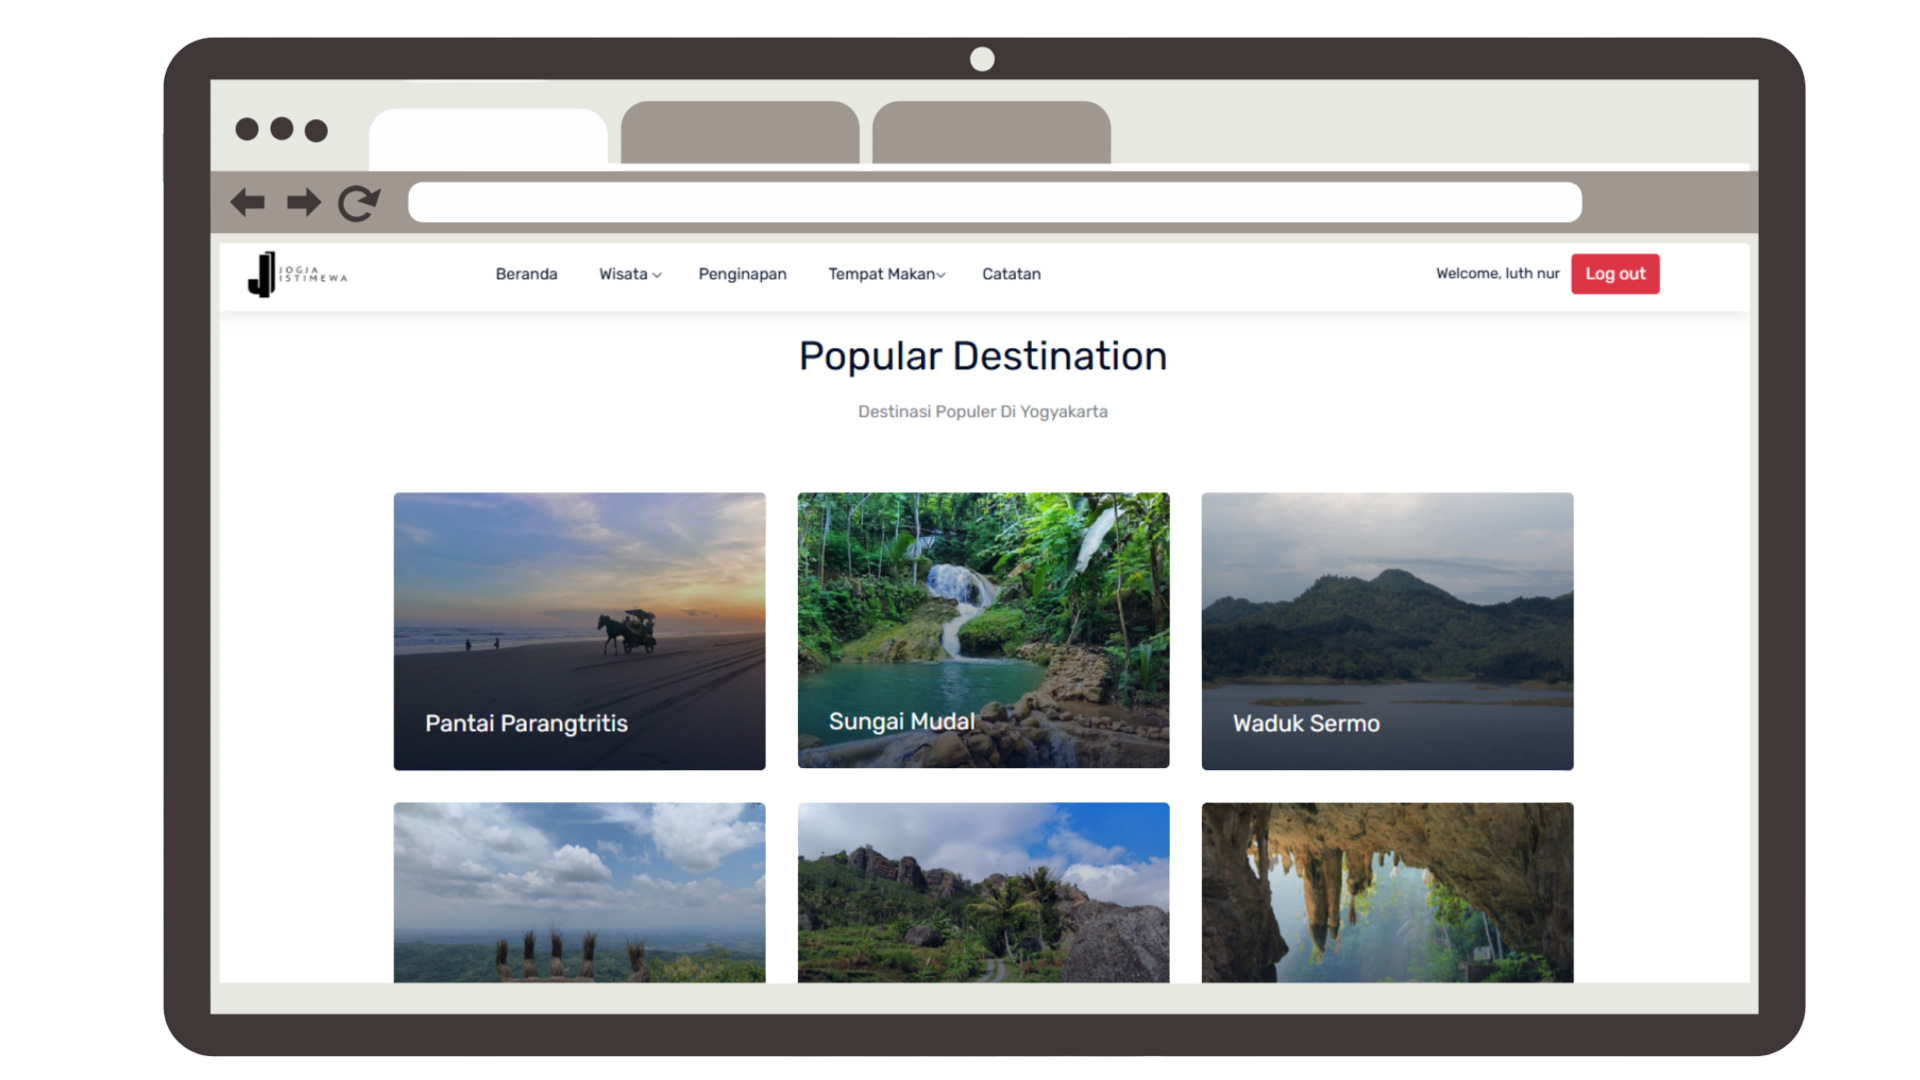 JOGJA
ISTIMEWA
Beranda
Wisata
Penginapan
Tempat Makan
Catatan
Welcome, luth nur
Log out
Popular Destination
Destinasi Populer Di Yogyakarta
Pantai Parangtritis
Sungai Mudal
Waduk Sermo